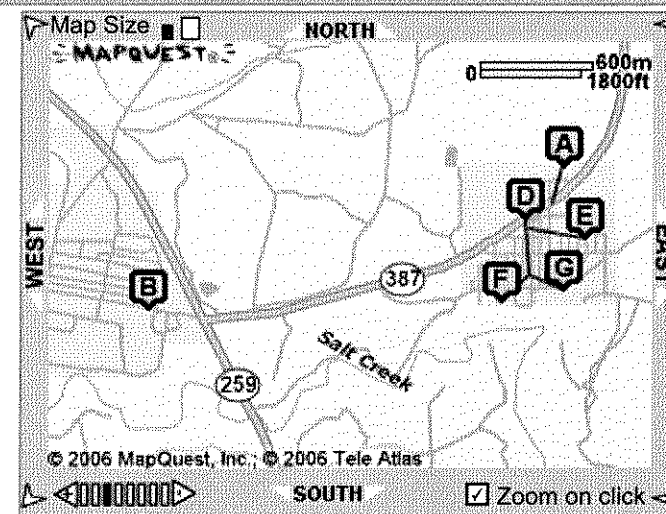 Map Size
NORTH
MAPQUEST
600m
0
1800ft
A
D
E
WEST
EAST
B
387
F
G
Salt Creek
259
© 2006 MapQuest, Inc.; © 2006 Tele Atlas
SOUTH
Zoom on click